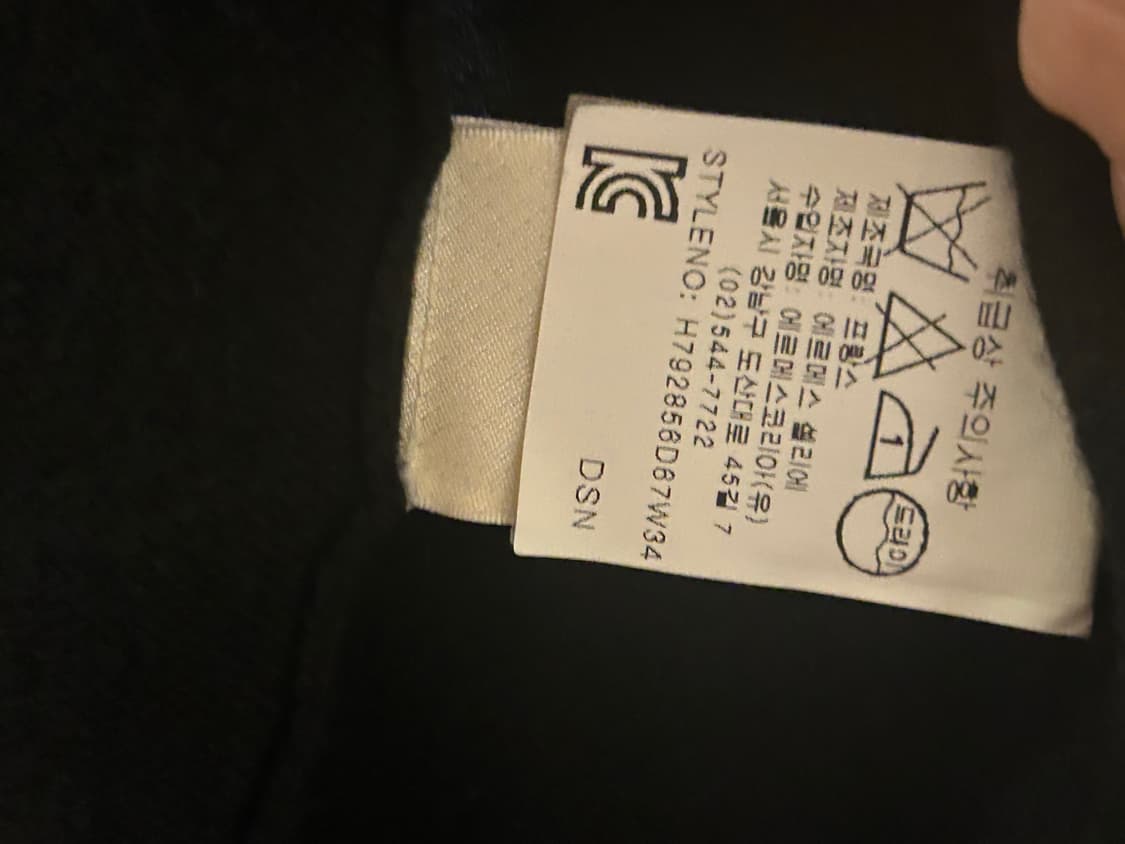 취급상 주의사항
1 드라이
제조국명: 프랑스
제조사명: 에르메스 셀리에
수입자명: 에르메스코리아(유)
서울시 강남구 도산대로 45길 7
(02)544-7722
STYLENO: H792856D87W34
KC
DSN